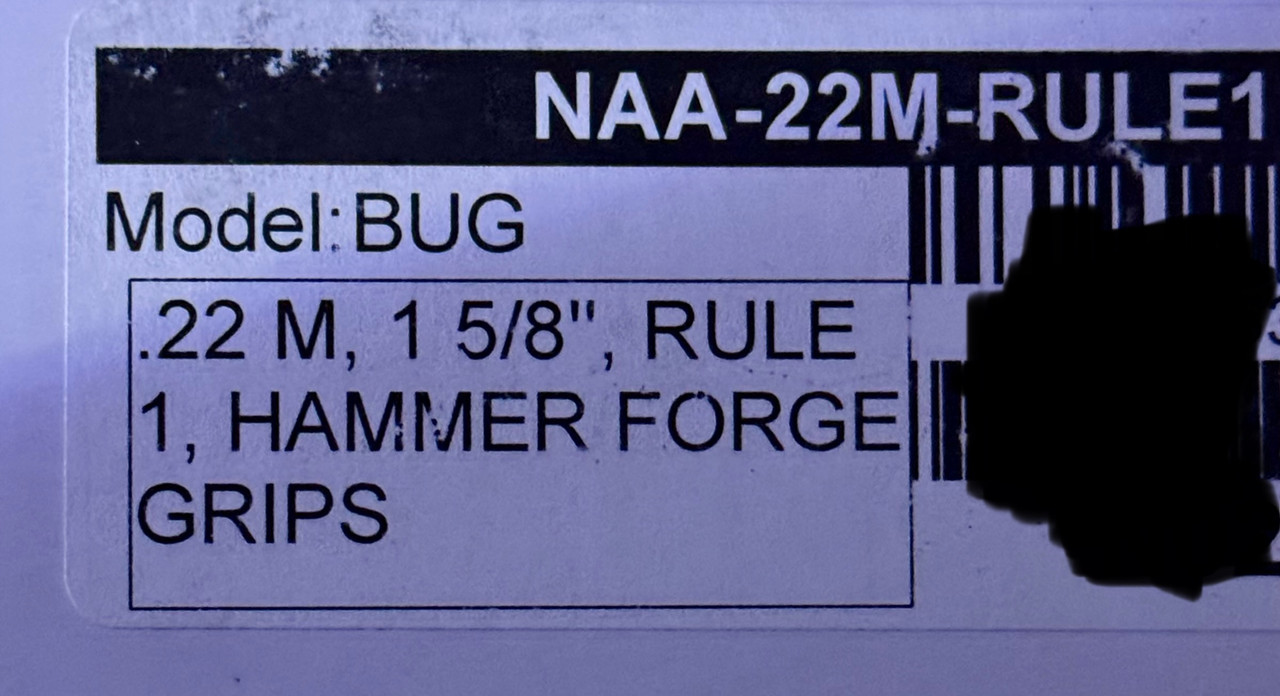 NAA-22M-RULE1
Model:BUG
.22 M, 1 5/8", RULE
1, HAMMER FORGE
GRIPS